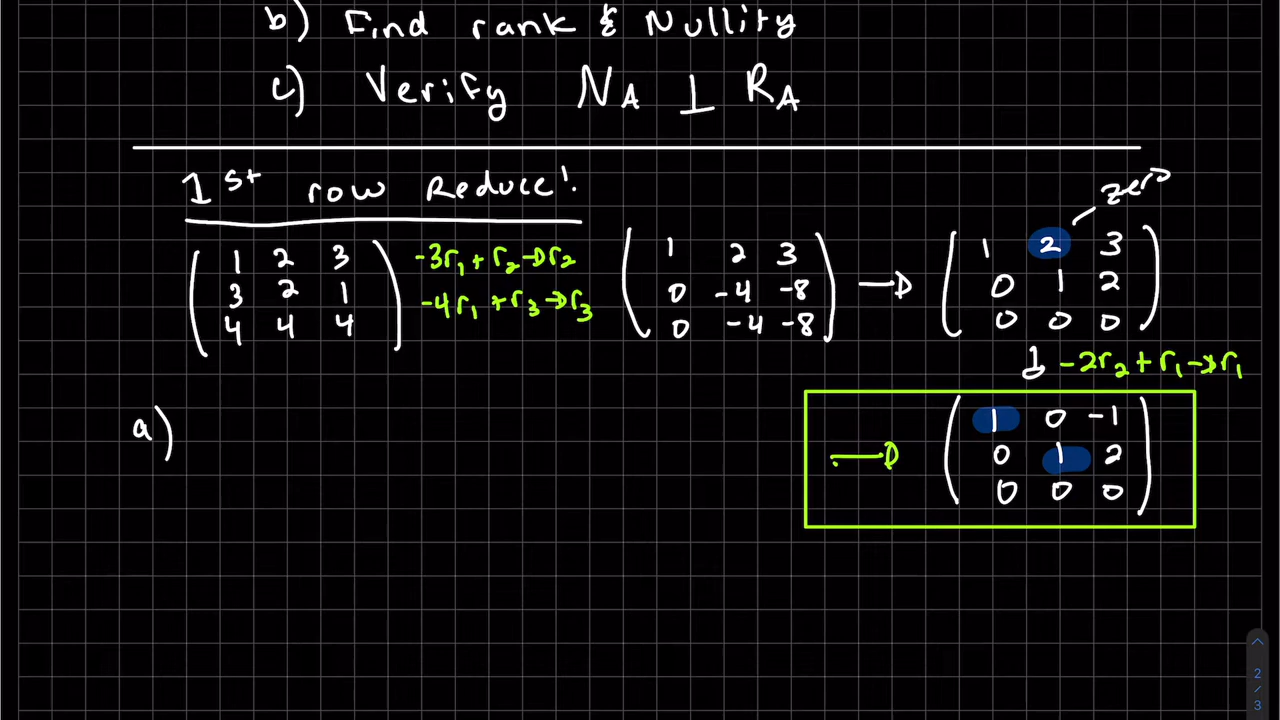 b) Find rank & Nullity
c) Verify N_A ⊥ R_A
1st row Reduce!
zero
( 1 2 3 ) -3r₁ + r₂ → r₂ ( 1 2 3 ) ( 1 2 3 )
( 3 2 1 ) -4r₁ + r₃ → r₃ ( 0 -4 -8 ) → ( 0 1 2 )
( 4 4 4 ) ( 0 -4 -8 ) ( 0 0 0 )
↓ -2r₂ + r₁ → r₁
a)
( 1 0 -1 )
→ ( 0 1 2 )
( 0 0 0 )
2
/
3